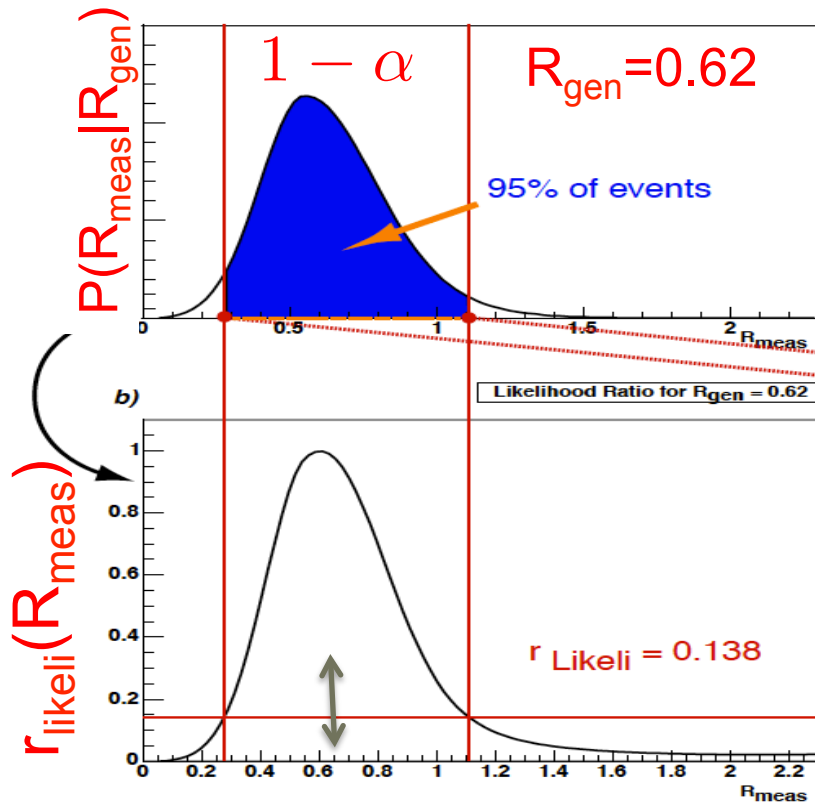 1 − α
R_gen=0.62
P(R_meas|R_gen)
95% of events
0 0.5 1 1.5 2
R_meas
b)
Likelihood Ratio for R_gen = 0.62
r_likeli(R_meas)
1
0.8
0.6
0.4
r Likeli = 0.138
0.2
0
0 0.2 0.4 0.6 0.8 1 1.2 1.4 1.6 1.8 2 2.2
R_meas